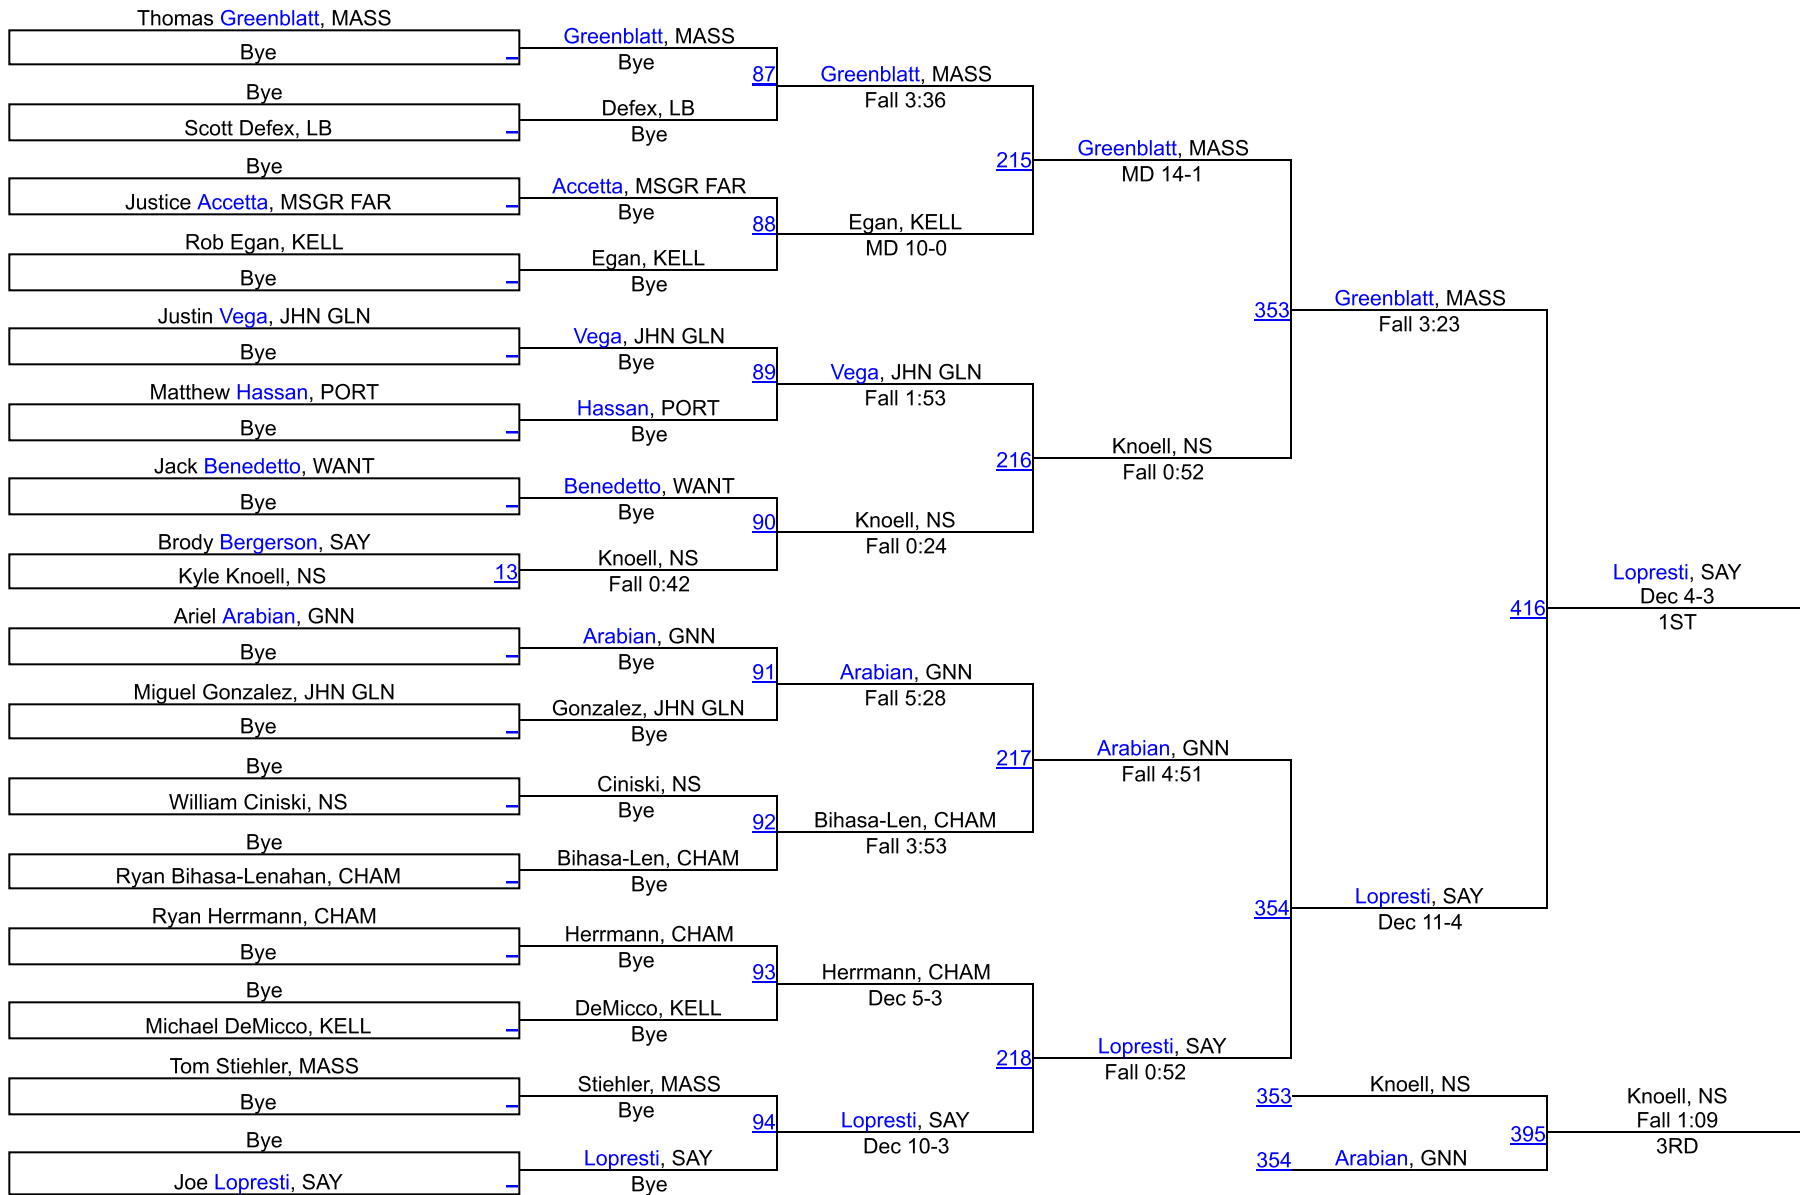 Thomas Greenblatt, MASS
Bye
Bye
Scott Defex, LB
Bye
Justice Accetta, MSGR FAR
Rob Egan, KELL
Bye
Justin Vega, JHN GLN
Bye
Matthew Hassan, PORT
Bye
Jack Benedetto, WANT
Bye
Brody Bergerson, SAY
Kyle Knoell, NS 13
Ariel Arabian, GNN
Bye
Miguel Gonzalez, JHN GLN
Bye
Bye
William Ciniski, NS
Bye
Ryan Bihasa-Lenahan, CHAM
Ryan Herrmann, CHAM
Bye
Bye
Michael DeMicco, KELL
Tom Stiehler, MASS
Bye
Bye
Joe Lopresti, SAY
Greenblatt, MASS
Bye
87
Defex, LB
Bye
Accetta, MSGR FAR
Bye
88
Egan, KELL
Bye
Vega, JHN GLN
Bye
89
Hassan, PORT
Bye
Benedetto, WANT
Bye
90
Knoell, NS
Fall 0:42
Arabian, GNN
Bye
91
Gonzalez, JHN GLN
Bye
Ciniski, NS
Bye
92
Bihasa-Len, CHAM
Bye
Herrmann, CHAM
Bye
93
DeMicco, KELL
Bye
Stiehler, MASS
Bye
94
Lopresti, SAY
Bye
Greenblatt, MASS
Fall 3:36
215
Egan, KELL
MD 10-0
Vega, JHN GLN
Fall 1:53
216
Knoell, NS
Fall 0:24
Arabian, GNN
Fall 5:28
217
Bihasa-Len, CHAM
Fall 3:53
Herrmann, CHAM
Dec 5-3
218
Lopresti, SAY
Dec 10-3
Greenblatt, MASS
MD 14-1
353
Knoell, NS
Fall 0:52
Arabian, GNN
Fall 4:51
354
Lopresti, SAY
Fall 0:52
Greenblatt, MASS
Fall 3:23
416
Lopresti, SAY
Dec 11-4
Lopresti, SAY
Dec 4-3
1ST
353 Knoell, NS
395
354 Arabian, GNN
Knoell, NS
Fall 1:09
3RD